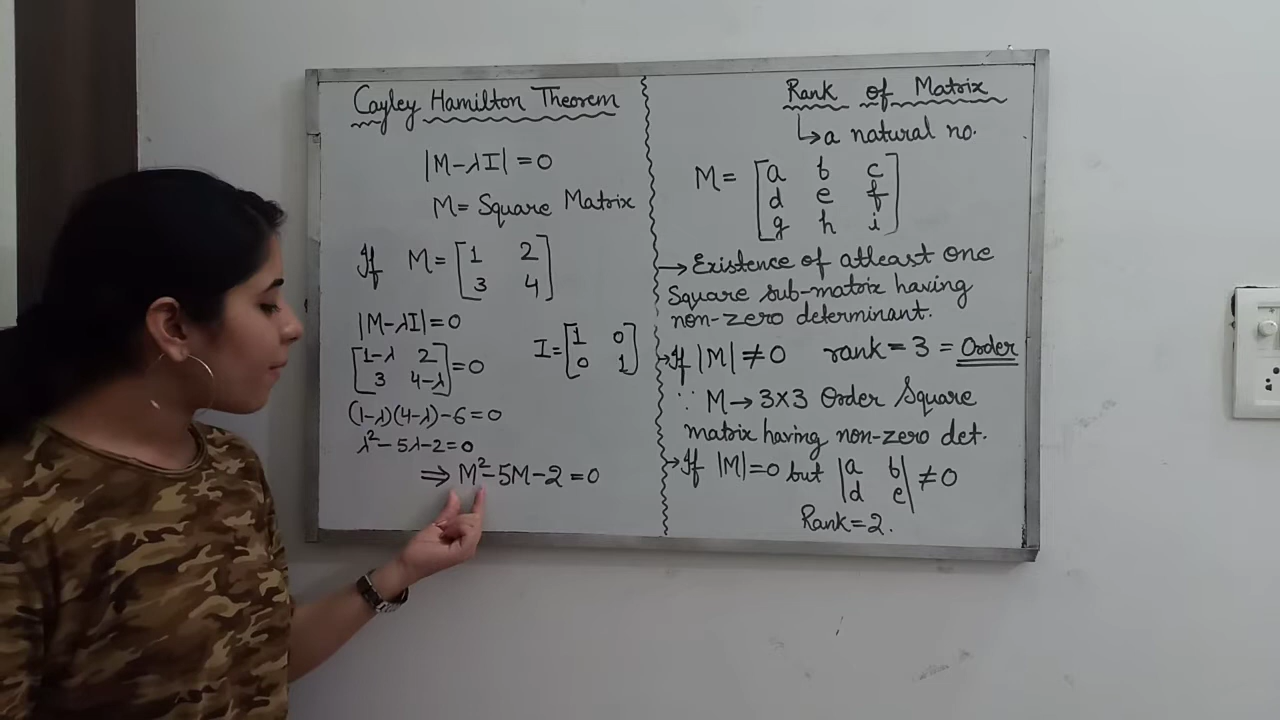 Cayley Hamilton Theorem
|M-λI| = 0
M = Square Matrix
If M = [1 2
3 4]
|M-λI| = 0
[1-λ 2
3 4-λ] = 0
I = [1 0
0 1]
(1-λ)(4-λ) - 6 = 0
λ² - 5λ - 2 = 0
⇒ M² - 5M - 2 = 0
Rank of Matrix
↳ a natural no.
M = [a b c
d e f
g h i]
→ Existence of atleast one
Square sub-matrix having
non-zero determinant.
→ If |M| ≠ 0 rank = 3 = Order
∵ M → 3×3 Order Square
matrix having non-zero det.
→ If |M| = 0 but |a b
d e| ≠ 0
Rank = 2.